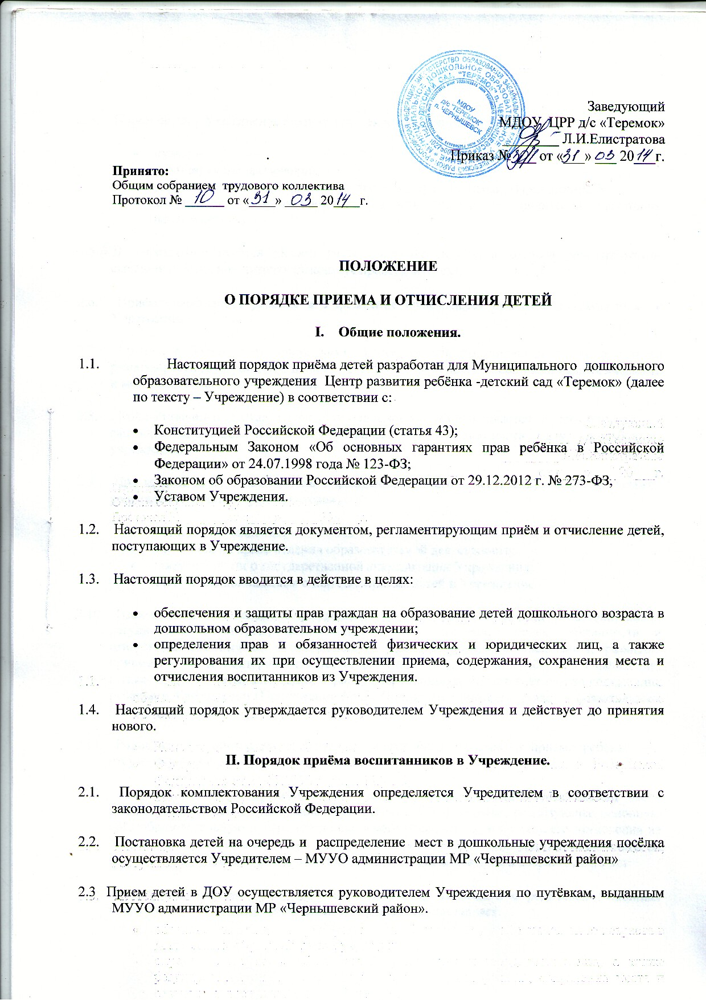 МДОУ
д/с "ТЕРЕМОК"
п. ЧЕРНЫШЕВСК
Заведующий
МДОУ ЦРР д/с «Теремок»
________ Л.И.Елистратова
Приказ № от «31» 03 2014 г.
Принято:
Общим собранием трудового коллектива
Протокол № 10 от «31» 03 2014 г.
ПОЛОЖЕНИЕ
О ПОРЯДКЕ ПРИЕМА И ОТЧИСЛЕНИЯ ДЕТЕЙ
I. Общие положения.
1.1. Настоящий порядок приёма детей разработан для Муниципального дошкольного
образовательного учреждения Центр развития ребёнка -детский сад «Теремок» (далее
по тексту – Учреждение) в соответствии с:
• Конституцией Российской Федерации (статья 43);
• Федеральным Законом «Об основных гарантиях прав ребёнка в Российской
Федерации» от 24.07.1998 года № 123-ФЗ;
• Законом об образовании Российской Федерации от 29.12.2012 г. № 273-ФЗ;
• Уставом Учреждения.
1.2. Настоящий порядок является документом, регламентирующим приём и отчисление детей,
поступающих в Учреждение.
1.3. Настоящий порядок вводится в действие в целях:
• обеспечения и защиты прав граждан на образование детей дошкольного возраста в
дошкольном образовательном учреждении;
• определения прав и обязанностей физических и юридических лиц, а также
регулирования их при осуществлении приема, содержания, сохранения места и
отчисления воспитанников из Учреждения.
1.4. Настоящий порядок утверждается руководителем Учреждения и действует до принятия
нового.
II. Порядок приёма воспитанников в Учреждение.
2.1. Порядок комплектования Учреждения определяется Учредителем в соответствии с
законодательством Российской Федерации.
2.2. Постановка детей на очередь и распределение мест в дошкольные учреждения посёлка
осуществляется Учредителем – МУУО администрации МР «Чернышевский район»
2.3 Прием детей в ДОУ осуществляется руководителем Учреждения по путёвкам, выданным
МУУО администрации МР «Чернышевский район».